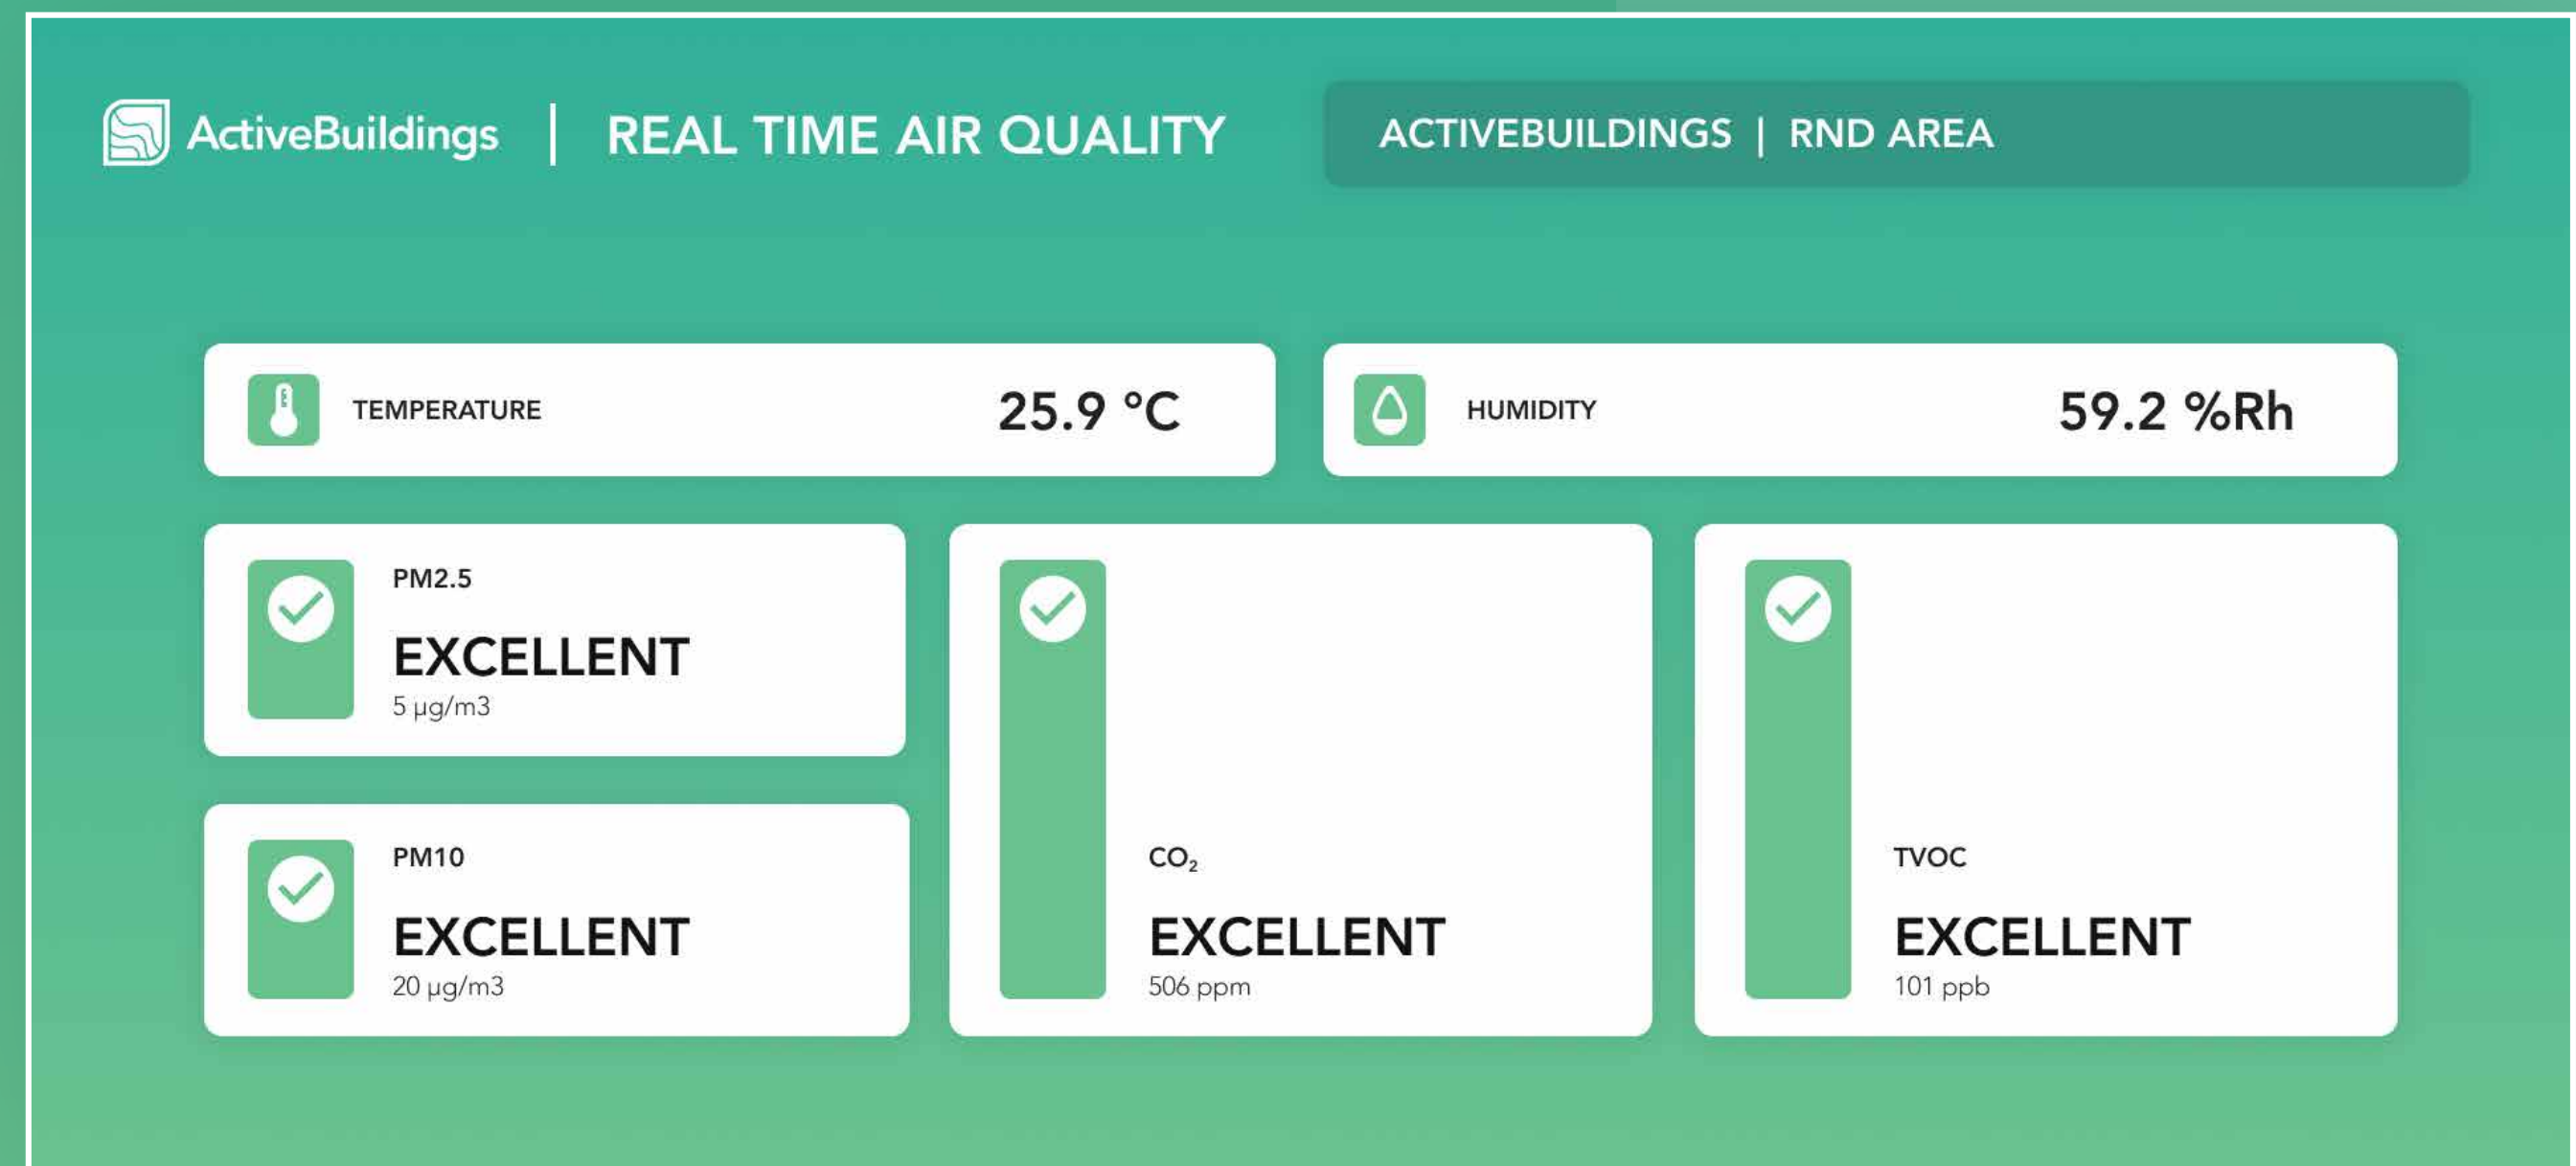 ActiveBuildings | REAL TIME AIR QUALITY
ACTIVEBUILDINGS | RND AREA
TEMPERATURE
25.9 °C
HUMIDITY
59.2 %Rh
PM2.5
EXCELLENT
5 µg/m3
PM10
EXCELLENT
20 µg/m3
CO₂
EXCELLENT
506 ppm
TVOC
EXCELLENT
101 ppb